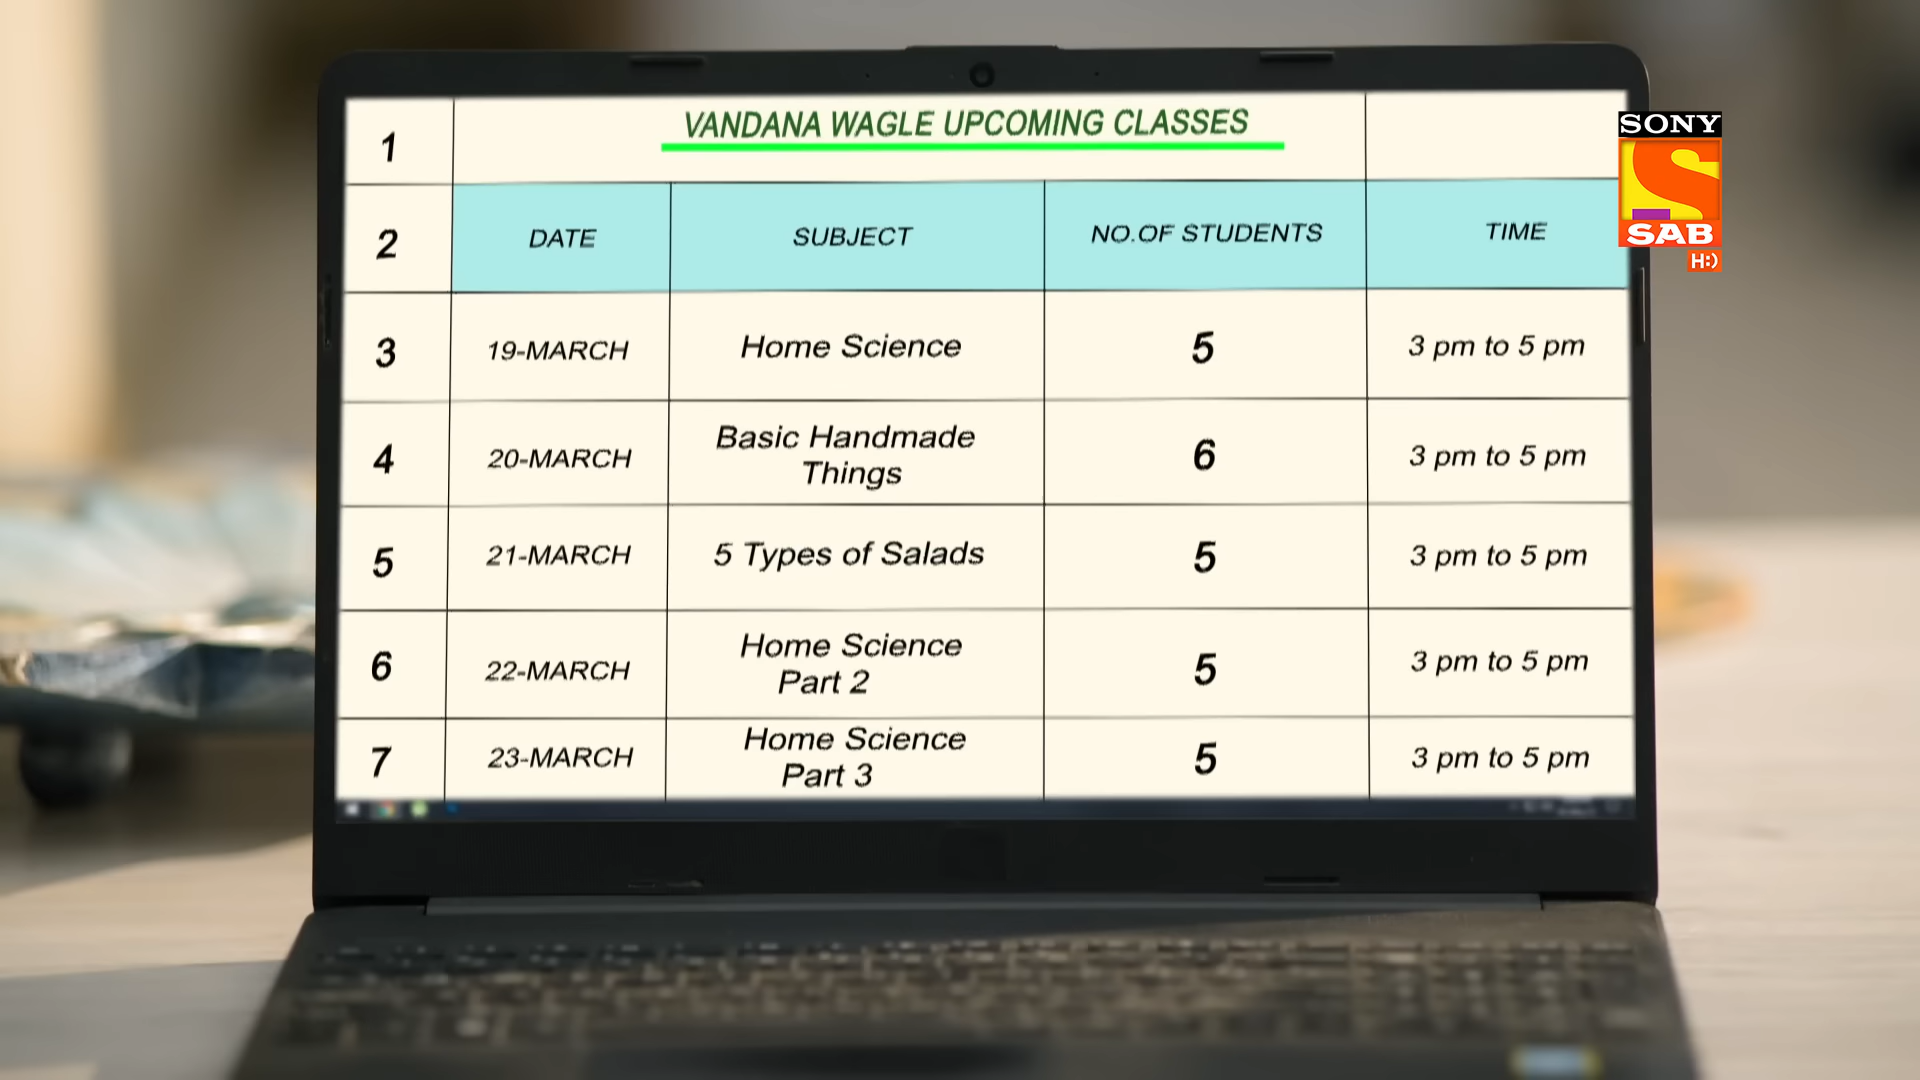 1 VANDANA WAGLE UPCOMING CLASSES
2 DATE SUBJECT NO.OF STUDENTS TIME
3 19-MARCH Home Science 5 3 pm to 5 pm
4 20-MARCH Basic Handmade Things 6 3 pm to 5 pm
5 21-MARCH 5 Types of Salads 5 3 pm to 5 pm
6 22-MARCH Home Science Part 2 5 3 pm to 5 pm
7 23-MARCH Home Science Part 3 5 3 pm to 5 pm
SONY
SAB
H:)